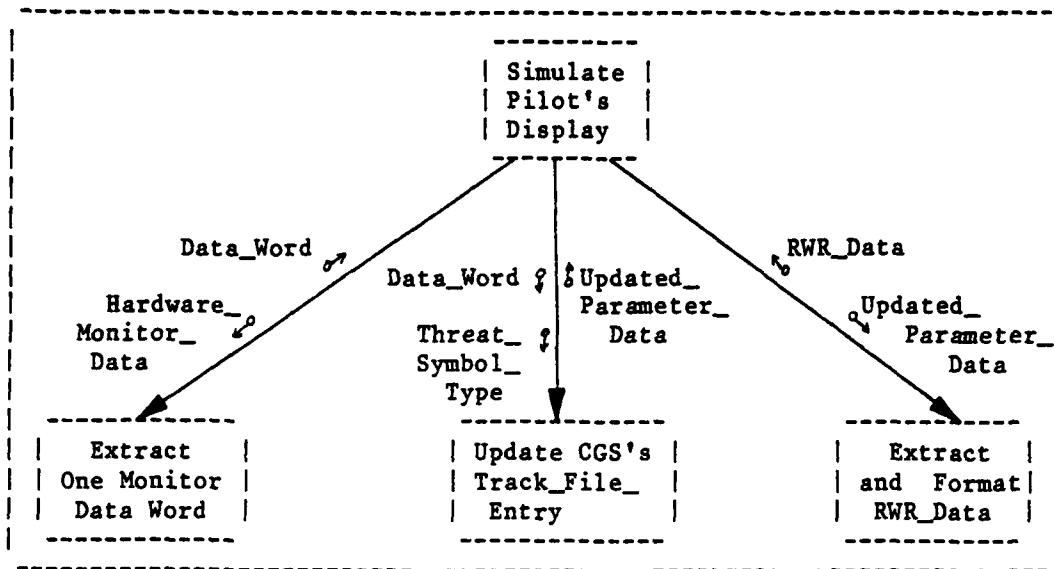 Simulate
Pilot's
Display
Data_Word
Hardware_
Monitor_
Data
Data_Word
Threat_
Symbol_
Type
Updated_
Parameter_
Data
RWR_Data
Updated_
Parameter_
Data
Extract
One Monitor
Data Word
Update CGS's
Track_File_
Entry
Extract
and Format
RWR_Data